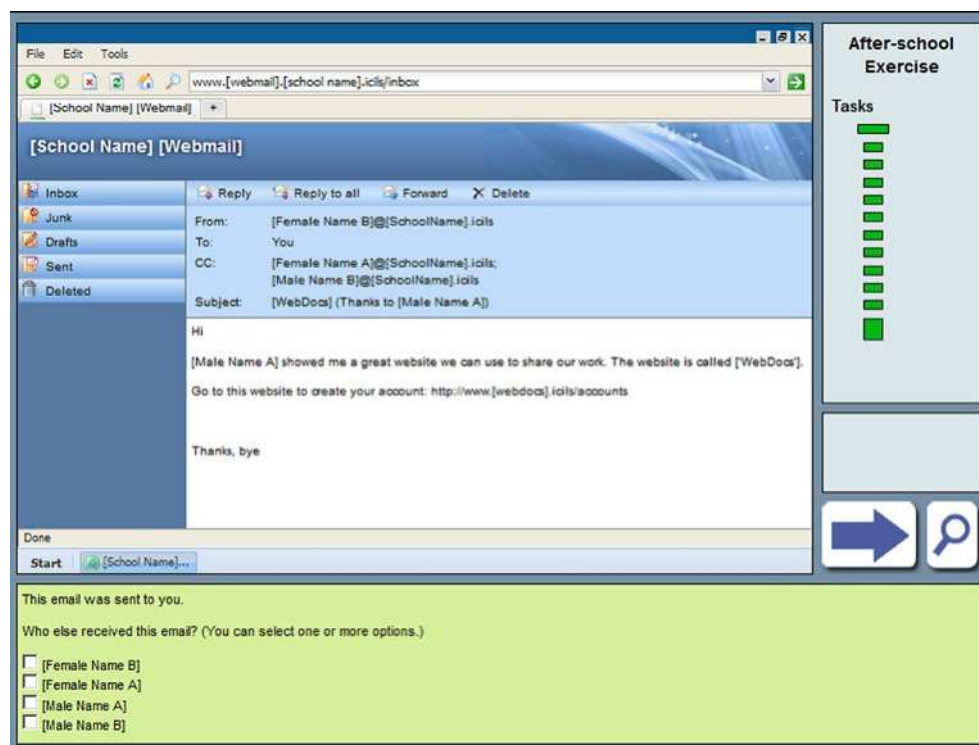 File Edit Tools
www.[webmail].[school name].icils/inbox
[School Name] [Webmail] +
[School Name] [Webmail]
Inbox
Junk
Drafts
Sent
Deleted
Reply Reply to all Forward Delete
From: [Female Name B]@[SchoolName].icils
To: You
CC: [Female Name A]@[SchoolName].icils;
[Male Name B]@[SchoolName].icils
Subject: [WebDocs] (Thanks to [Male Name A])
Hi
[Male Name A] showed me a great website we can use to share our work. The website is called ['WebDocs'].
Go to this website to create your account: http://www.[webdocs].icils/accounts
Thanks, bye
Done
Start [School Name]...
After-school
Exercise
Tasks
This email was sent to you.
Who else received this email? (You can select one or more options.)
[Female Name B]
[Female Name A]
[Male Name A]
[Male Name B]